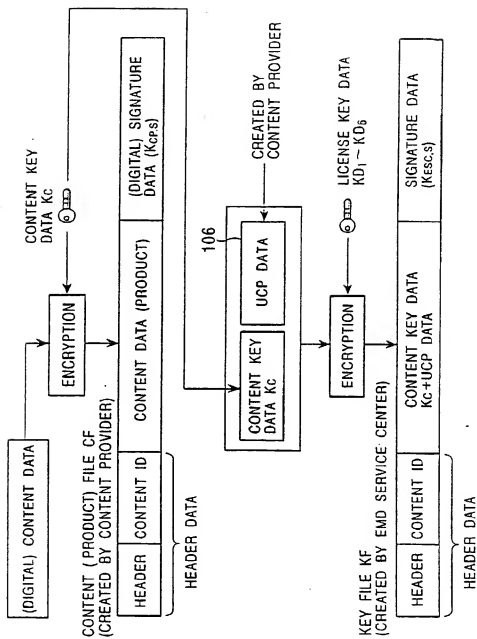 (DIGITAL) CONTENT DATA
CONTENT KEY
DATA Kc
ENCRYPTION
CONTENT (PRODUCT) FILE CF
(CREATED BY CONTENT PROVIDER)
HEADER
CONTENT ID
CONTENT DATA (PRODUCT)
(DIGITAL) SIGNATURE
DATA (KCP,S)
HEADER DATA
106
CONTENT KEY
DATA Kc
UCP DATA
CREATED BY
CONTENT PROVIDER
ENCRYPTION
LICENSE KEY DATA
KD1 ~ KD6
KEY FILE KF
(CREATED BY EMD SERVICE CENTER)
HEADER
CONTENT ID
CONTENT KEY DATA
Kc+UCP DATA
SIGNATURE DATA
(KESC,S)
HEADER DATA